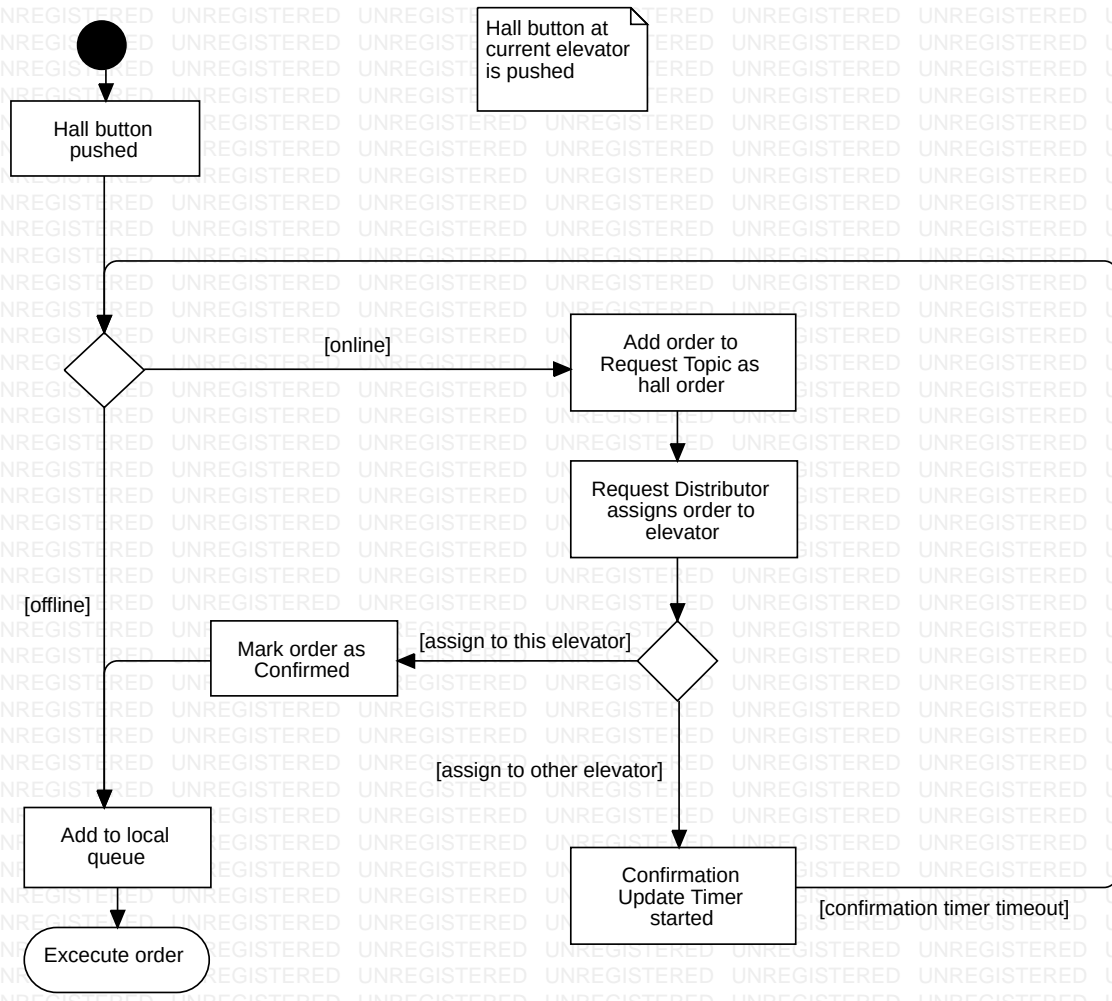 Hall button at
current elevator
is pushed
Hall button
pushed
[online]
Add order to
Request Topic as
hall order
Request Distributor
assigns order to
elevator
[offline]
[assign to this elevator]
Mark order as
Confirmed
[assign to other elevator]
Add to local
queue
Confirmation
Update Timer
started
[confirmation timer timeout]
Excecute order
UNREGISTERED